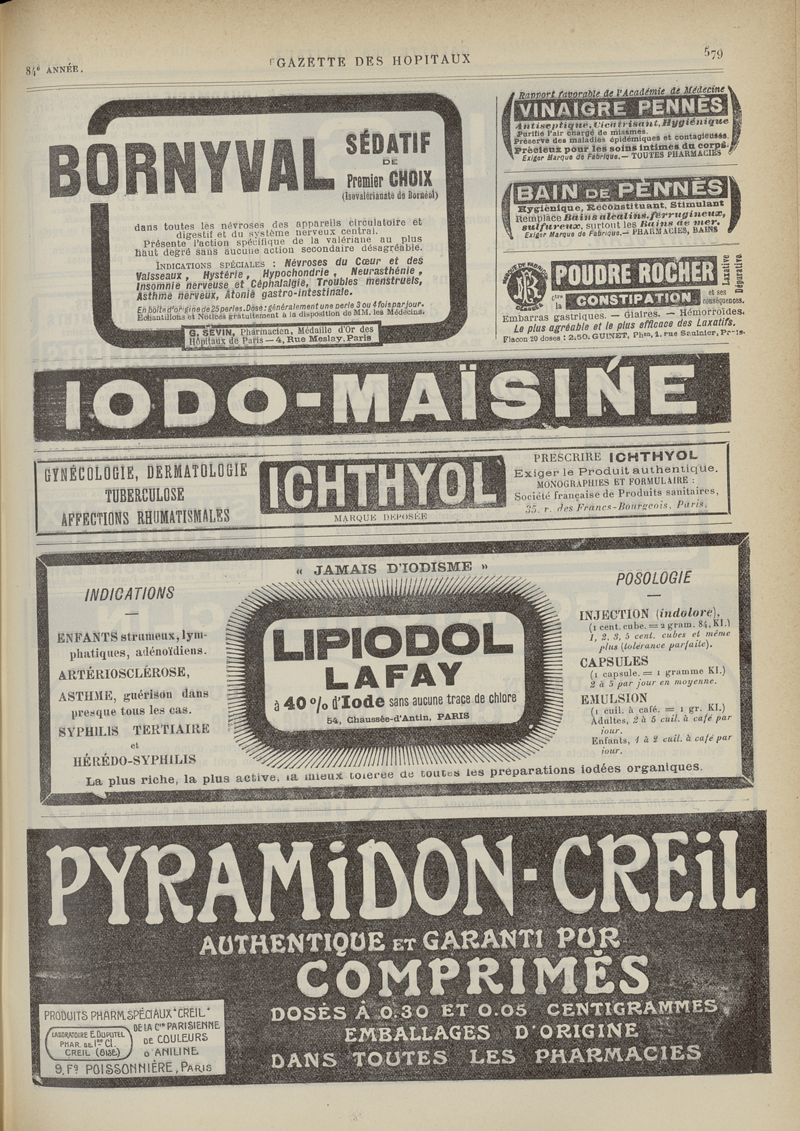 84e ANNÉE.
GAZETTE DES HOPITAUX
579
BORNYVAL
SÉDATIF
DE
Premier CHOIX
(Isovalérianate de Bornéol)
dans toutes les névroses des appareils circulatoire et
digestif et du système nerveux central.
Présente l'action spécifique de la valériane au plus
haut degré sans aucune action secondaire désagréable.
INDICATIONS SPÉCIALES : Névroses du Cœur et des
Vaisseaux, Hystérie, Hypochondrie, Neurasthénie,
Insomnie nerveuse et Céphalalgie, Troubles menstruels,
Asthme nerveux, Atonie gastro-intestinale.
En boîte d'origine de 25 perles. Dose: généralement une perle 3 ou 4 fois par jour.
Échantillons et Notices gratuitement à la disposition de MM. les Médecins.
G. SEVIN, Pharmacien, Médaille d'Or des
Hôpitaux de Paris — 4, Rue Meslay, Paris
Rapport favorable de l'Académie de Médecine
VINAIGRE PENNÈS
Antiseptique, Cicatrisant, Hygiénique
Purifie l'air chargé de miasmes.
Préserve des maladies épidémiques et contagieuses.
Précieux pour les soins intimes du corps.
Exiger Marque de Fabrique. — TOUTES PHARMACIES
BAIN DE PENNÈS
Hygiénique, Reconstituant, Stimulant
Remplace Bains alcalins, ferrugineux,
sulfureux, surtout les Bains de mer.
Exiger Marque de Fabrique. — PHARMACIES, BAINS
MARQUE DE FABRIQUE
POUDRE ROCHER
Laxative
Dépurative
ctre la CONSTIPATION et ses conséquences.
Embarras gastriques. — Glaires. — Hémorroïdes.
Le plus agréable et le plus efficace des Laxatifs.
Flacon 20 doses : 2.50. GUINET, Phen, 1, rue Saulnier, Paris.
IODO-MAÏSINE
GYNÉCOLOGIE, DERMATOLOGIE
TUBERCULOSE
AFFECTIONS RHUMATISMALES
ICHTHYOL
MARQUE DÉPOSÉE
PRESCRIRE ICHTHYOL
Exiger le Produit authentique.
MONOGRAPHIES ET FORMULAIRE :
Société française de Produits sanitaires,
35, r. des Francs-Bourgeois, Paris.
« JAMAIS D'IODISME »
INDICATIONS
ENFANTS strumeux, lym-
phatiques, adénoïdiens.
ARTÉRIOSCLÉROSE,
ASTHME, guérison dans
presque tous les cas.
SYPHILIS TERTIAIRE
et
HÉRÉDO-SYPHILIS
LIPIODOL
LAFAY
à 40 % d'Iode sans aucune trace de chlore
54, Chaussée-d'Antin, PARIS
POSOLOGIE
INJECTION (indolore),
(1 cent. cube. = 2 gram. 84, KI.)
1, 2, 3, 5 cent. cubes et même
plus (tolérance parfaite).
CAPSULES
(1 capsule. = 1 gramme KI.)
2 à 5 par jour en moyenne.
EMULSION
(1 cuil. à café. = 1 gr. KI.)
Adultes, 2 à 5 cuil. à café par
jour.
Enfants, 1 à 2 cuil. à café par
jour.
La plus riche, la plus active, la mieux tolérée de toutes les préparations iodées organiques.
PYRAMiDON-CREiL
AUTHENTIQUE ET GARANTI PUR
COMPRIMÉS
DOSÉS À 0.30 ET 0.05 CENTIGRAMMES
EMBALLAGES D'ORIGINE
DANS TOUTES LES PHARMACIES
PRODUITS PHARM. SPÉCIAUX "CREIL"
LABORATOIRE E. DUPUTEL
PHAR. DE 1re Cl.
CREIL (OISE)
DE LA Cie PARISIENNE
DE COULEURS
D'ANILINE
9, Fg POISSONNIÈRE, PARIS